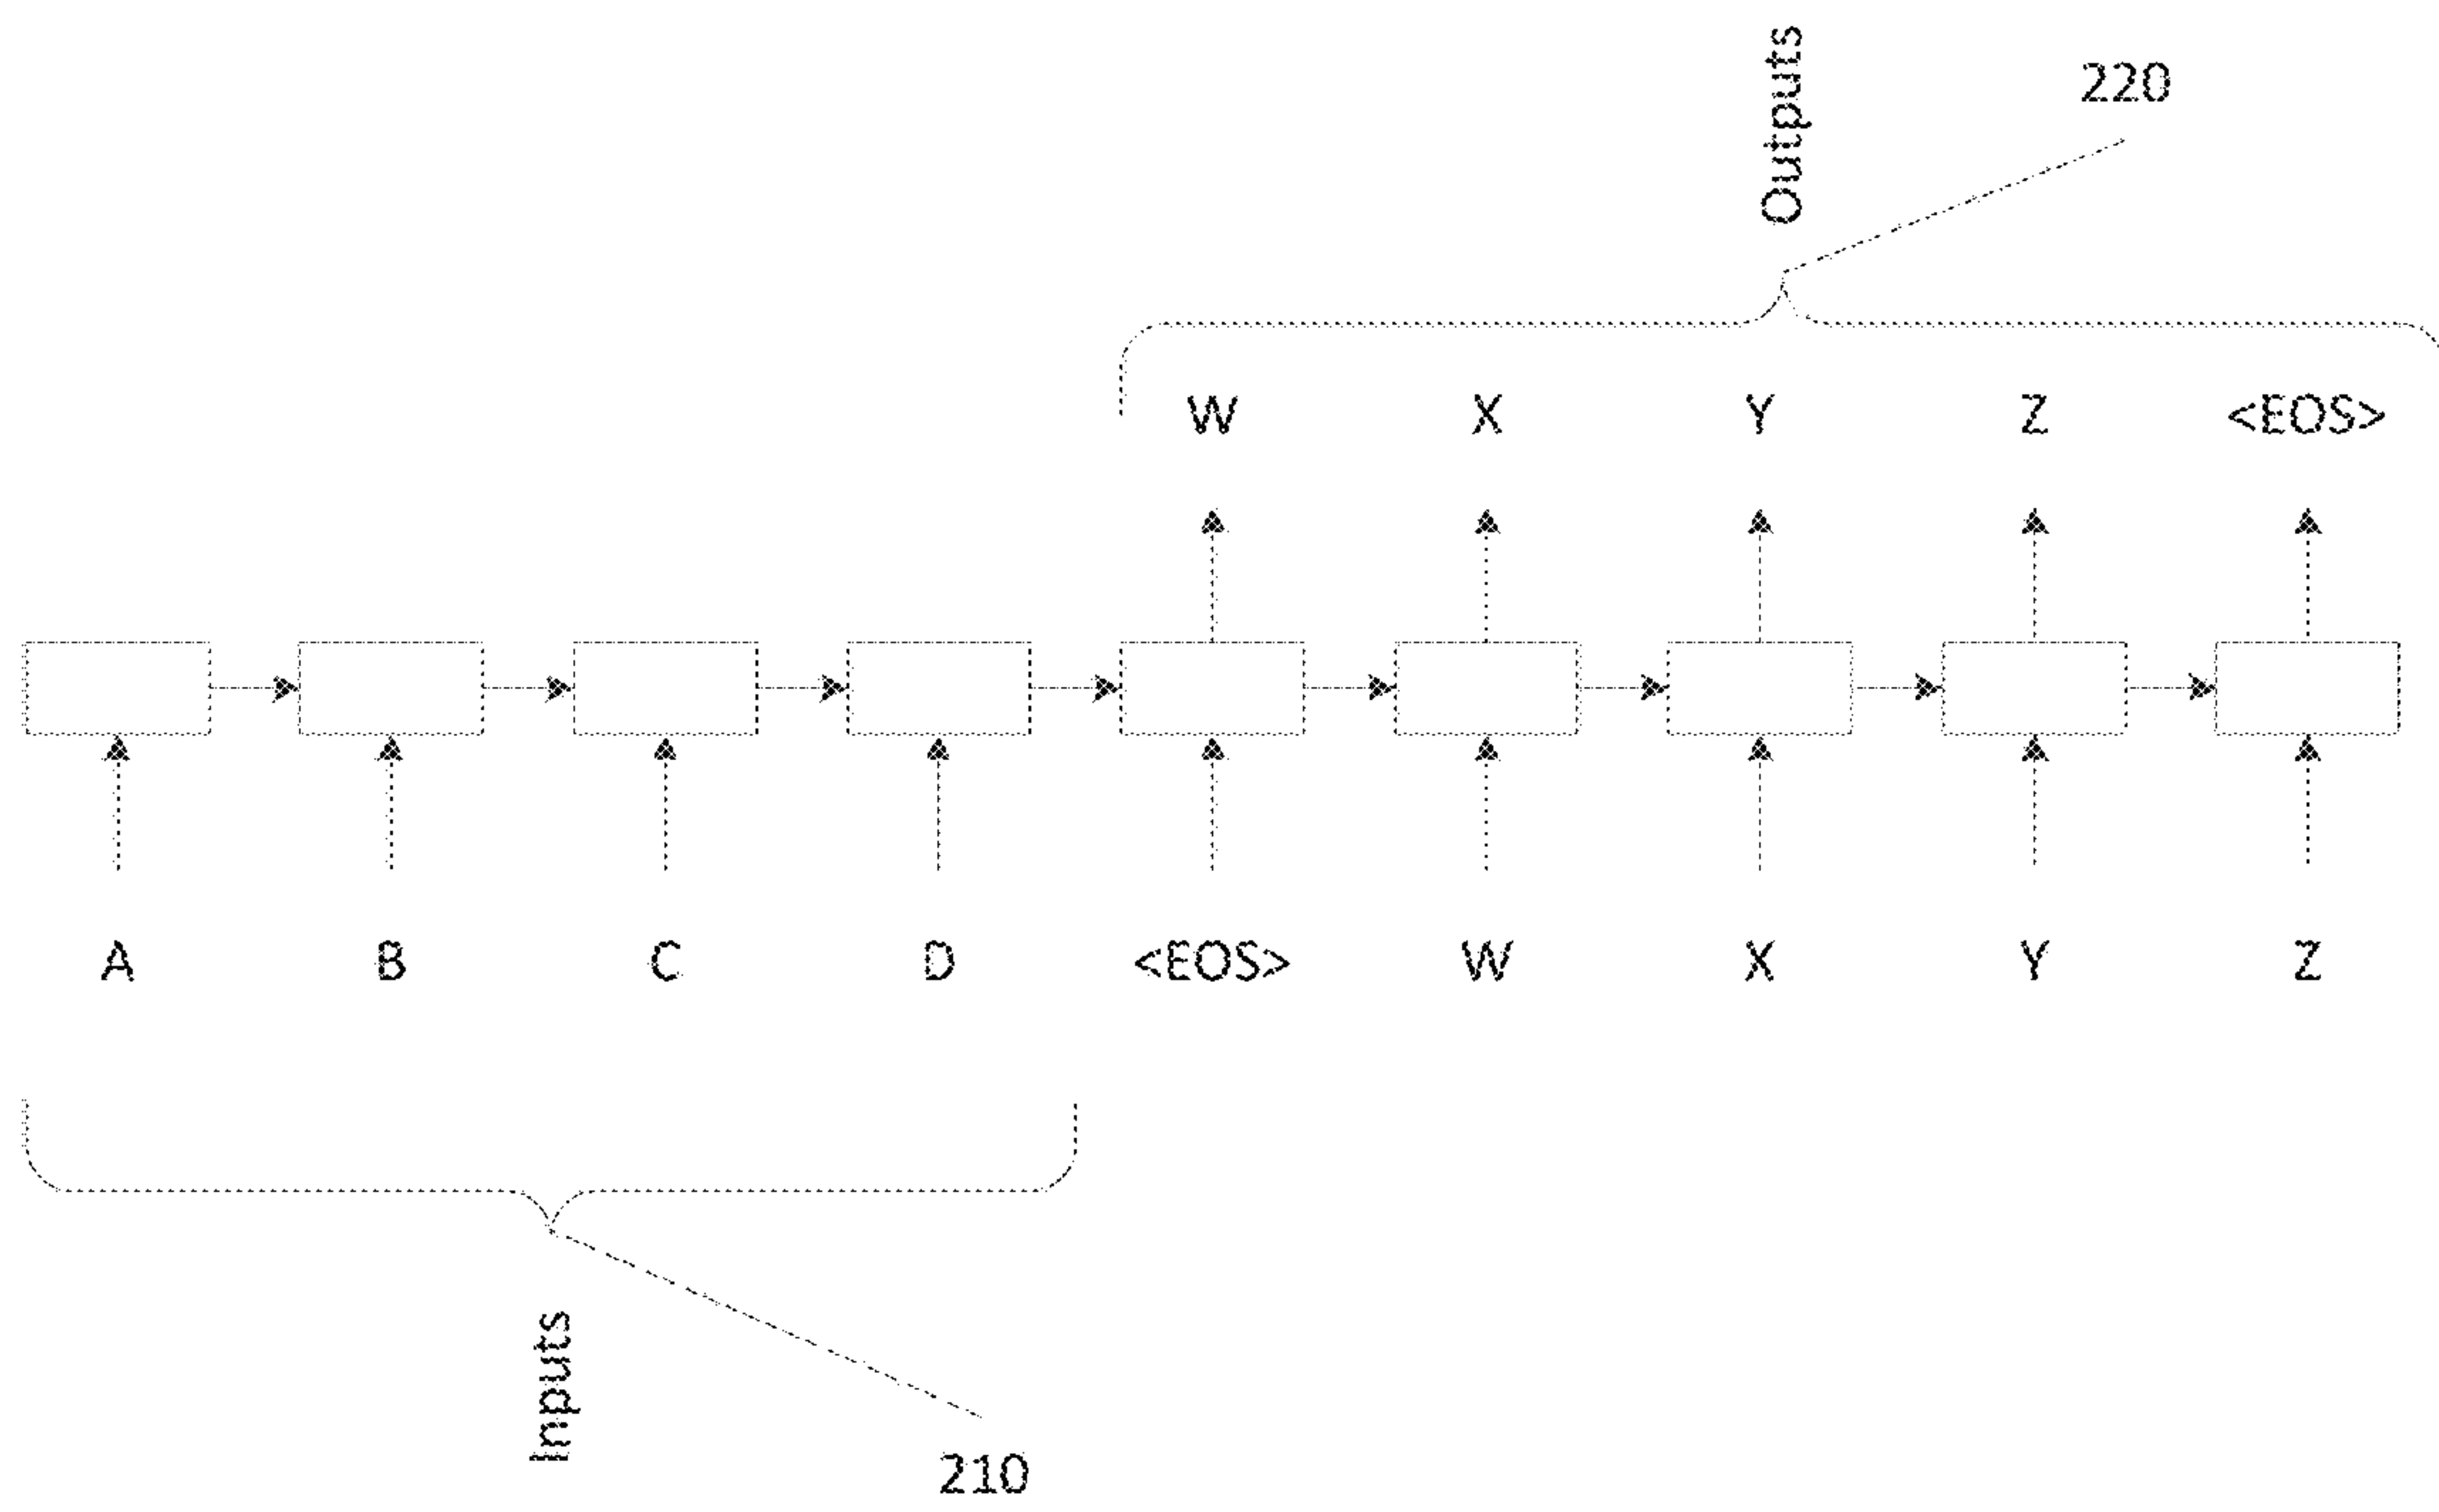 Outputs
220
W X Y Z <EOS>
A B C D <EOS> W X Y Z
Inputs
210